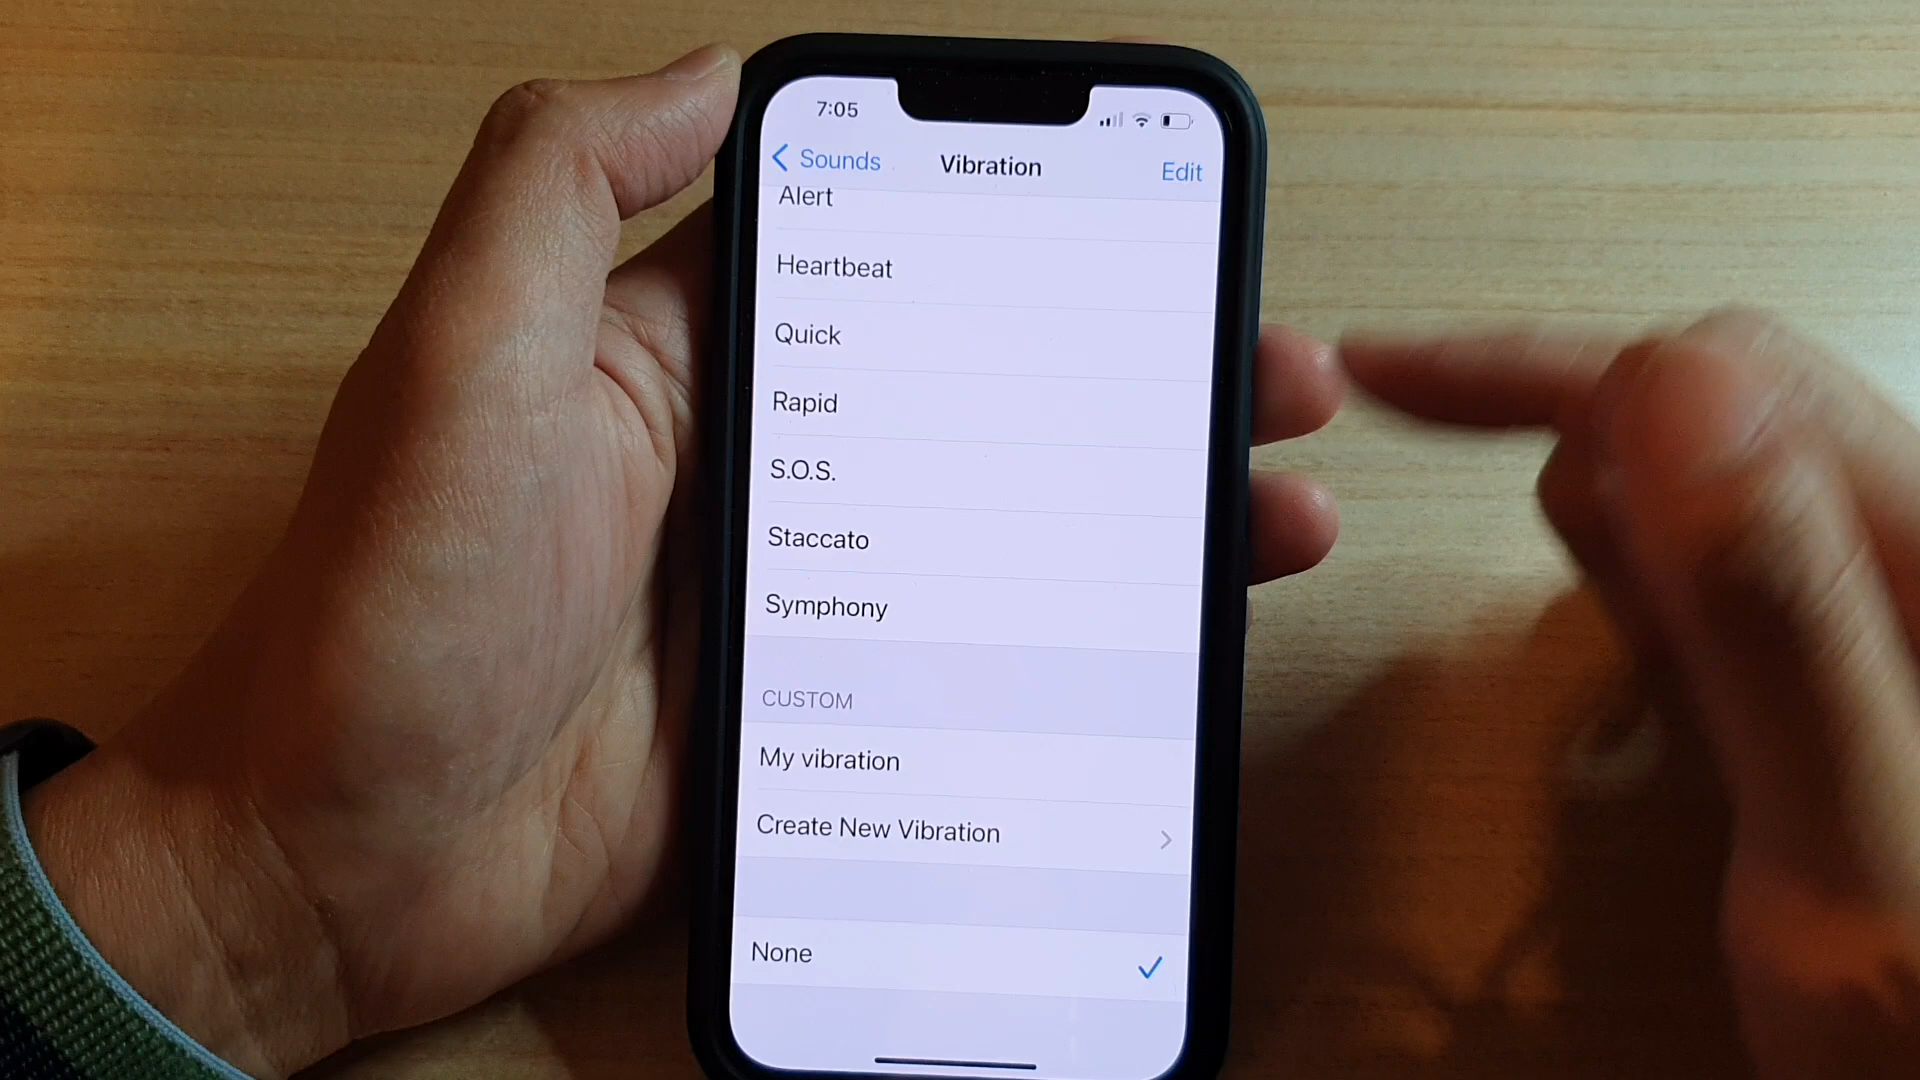 7:05
Sounds
Vibration
Edit
Alert
Heartbeat
Quick
Rapid
S.O.S.
Staccato
Symphony
CUSTOM
My vibration
Create New Vibration
None